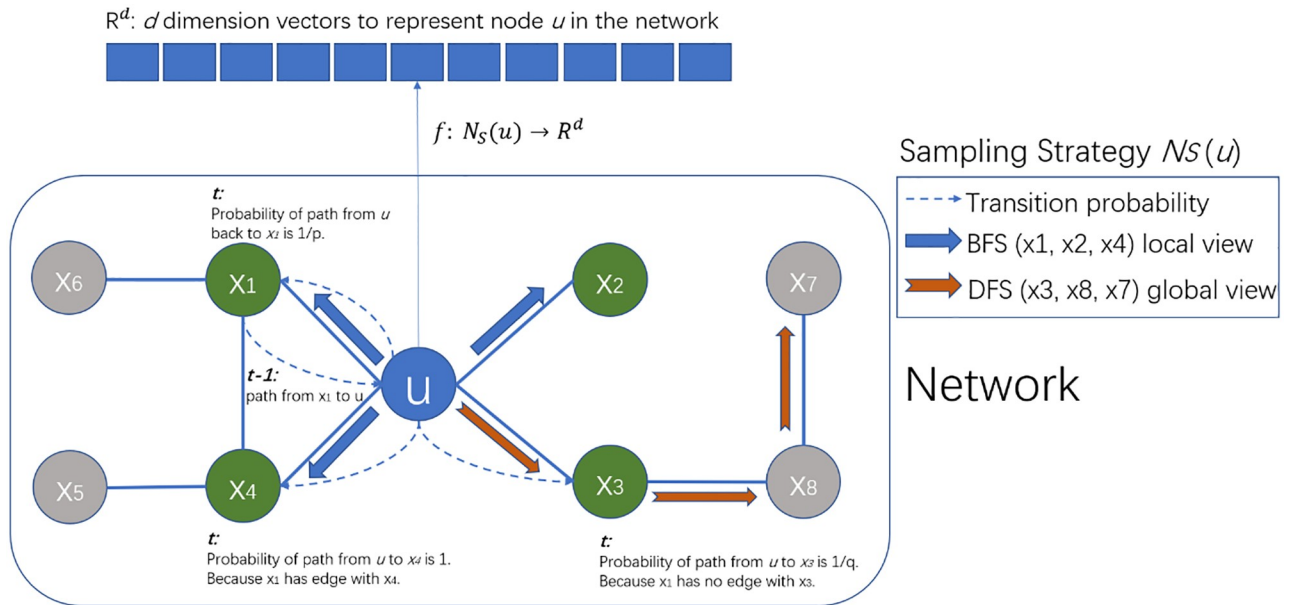 Rᵈ: d dimension vectors to represent node u in the network
f: N_S(u) → Rᵈ
Sampling Strategy NS(u)
Transition probability
BFS (x1, x2, x4) local view
DFS (x3, x8, x7) global view
Network
t:
Probability of path from u
back to x₁ is 1/p.
X₆
X₁
X₂
X₇
t-1:
path from x₁ to u
u
X₅
X₄
X₃
X₈
t:
Probability of path from u to x₄ is 1.
Because x₁ has edge with x₄.
t:
Probability of path from u to x₃ is 1/q.
Because x₁ has no edge with x₃.